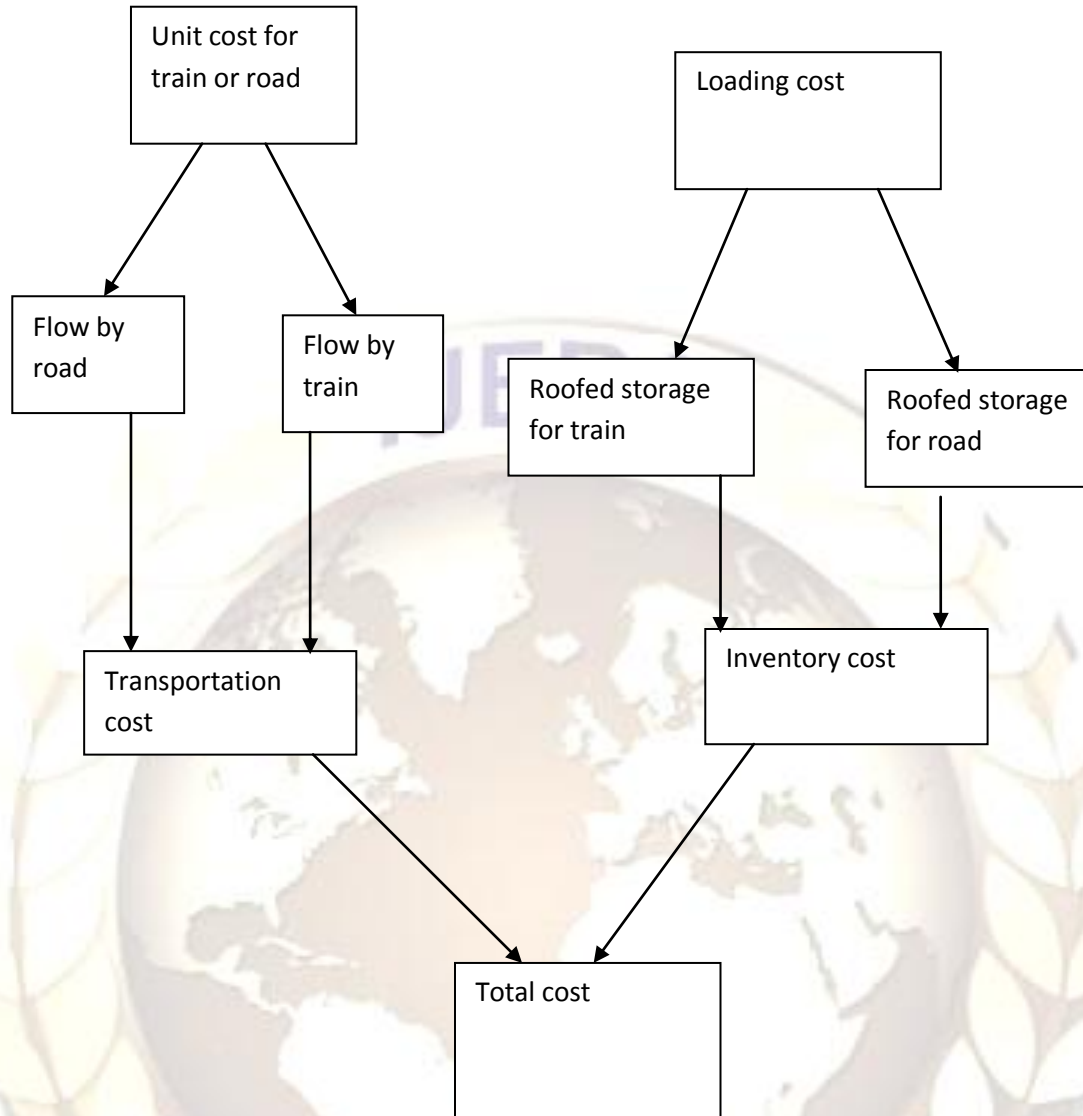 Unit cost for
train or road
Loading cost
Flow by
road
Flow by
train
Roofed storage
for train
Roofed storage
for road
Transportation
cost
Inventory cost
Total cost